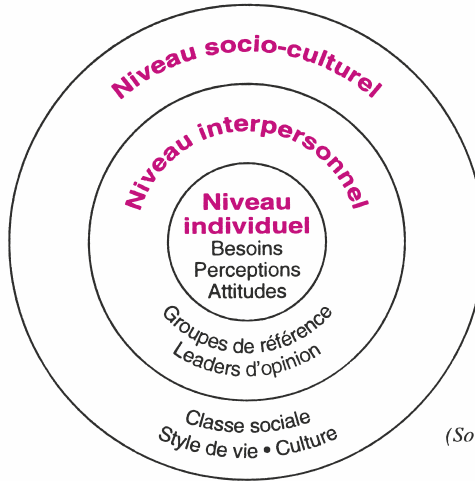 Niveau socio-culturel
Niveau interpersonnel
Niveau
individuel
Besoins
Perceptions
Attitudes
Groupes de référence
Leaders d'opinion
Classe sociale
Style de vie • Culture
(So